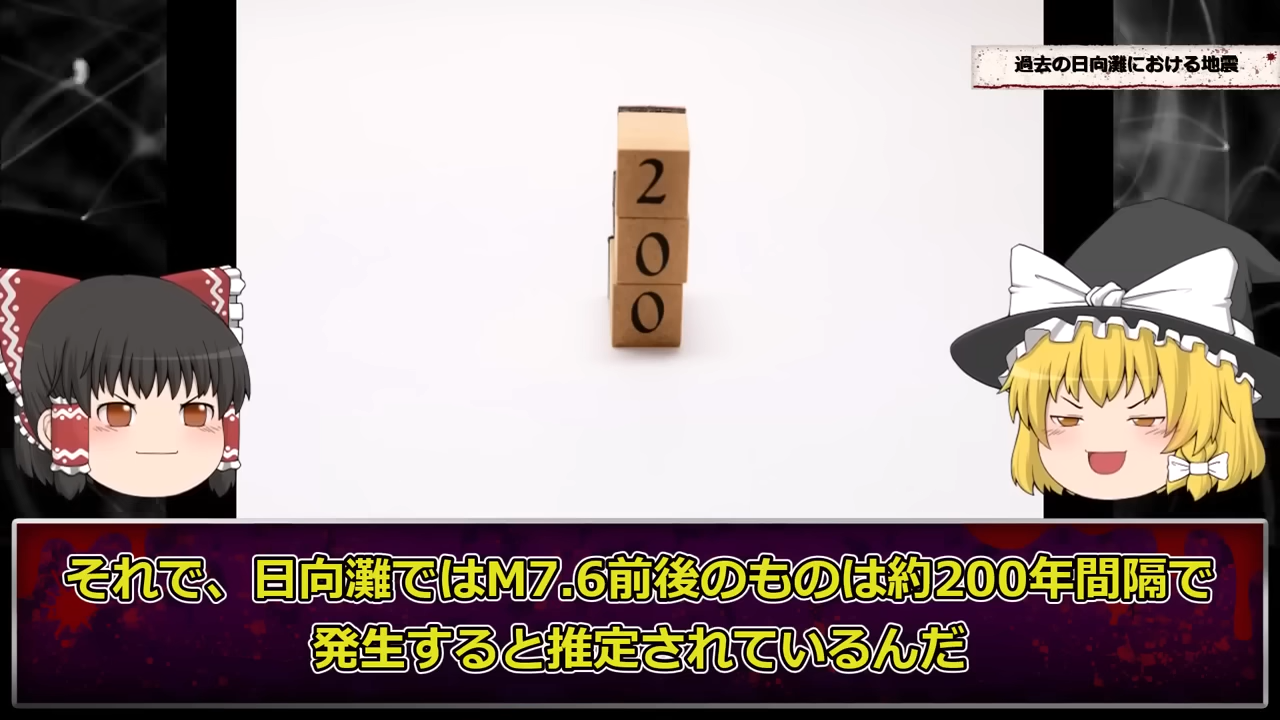 過去の日向灘における地震
2
0
0
それで、日向灘ではM7.6前後のものは約200年間隔で
発生すると推定されているんだ